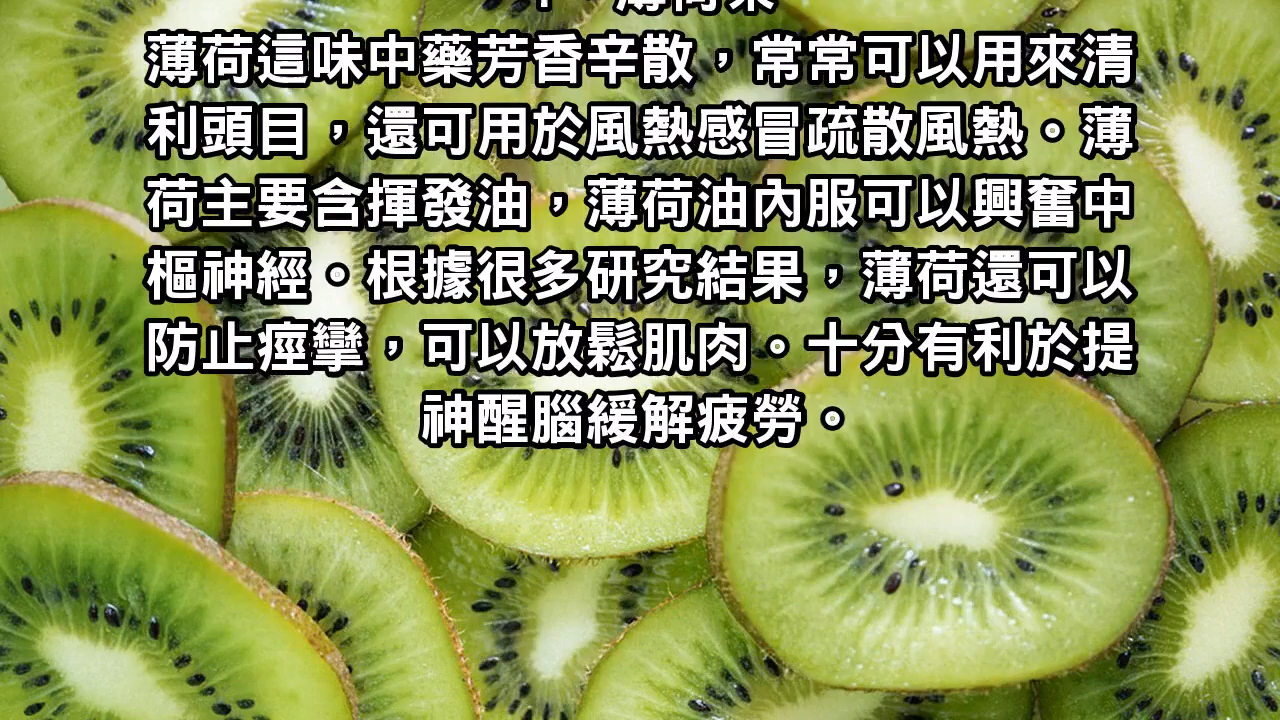 薄荷茶
薄荷這味中藥芳香辛散，常常可以用來清
利頭目，還可用於風熱感冒疏散風熱。薄
荷主要含揮發油，薄荷油內服可以興奮中
樞神經。根據很多研究結果，薄荷還可以
防止痙攣，可以放鬆肌肉。十分有利於提
神醒腦緩解疲勞。